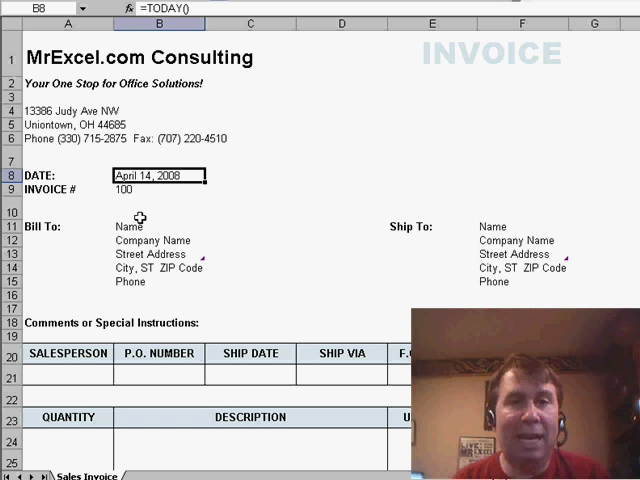 B8 fx =TODAY()
A B C D E F G
1 MrExcel.com Consulting INVOICE
2 Your One Stop for Office Solutions!
3
4 13386 Judy Ave NW
5 Uniontown, OH 44685
6 Phone (330) 715-2875 Fax: (707) 220-4510
7
8 DATE: April 14, 2008
9 INVOICE # 100
10
11 Bill To: Name Ship To: Name
12 Company Name Company Name
13 Street Address Street Address
14 City, ST ZIP Code City, ST ZIP Code
15 Phone Phone
16
17
18 Comments or Special Instructions:
19
20 SALESPERSON P.O. NUMBER SHIP DATE SHIP VIA F.
21
22
23 QUANTITY DESCRIPTION U
24
25
Sales Invoice
LIVE!
MREXCEL